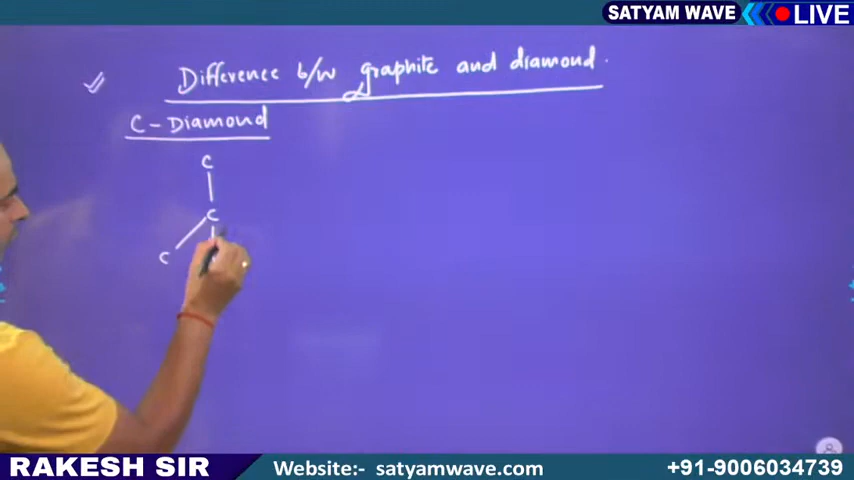 SATYAM WAVE LIVE
Difference b/w graphite and diamond.
C - Diamond
C
C
C
RAKESH SIR Website:- satyamwave.com +91-9006034739